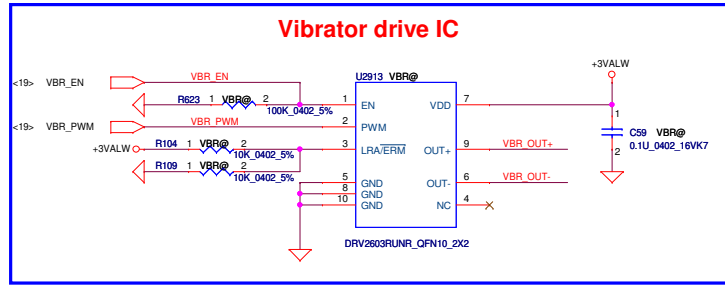 Vibrator drive IC
U2913 VBR@
+3VALW
<19> VBR_EN
VBR_EN
R623 1 VBR@ 2
100K_0402_5%
1 EN
VDD 7
<19> VBR_PWM
VBR_PWM
2 PWM
R104 1 VBR@ 2
+3VALW
10K_0402_5%
3 LRA/ERM
OUT+ 9
VBR_OUT+
R109 1 VBR@ 2
10K_0402_5%
5 GND
8 GND
10 GND
OUT- 6
VBR_OUT-
NC 4
1
C59 VBR@
0.1U_0402_16VK7
2
DRV2603RUNR_QFN10_2X2